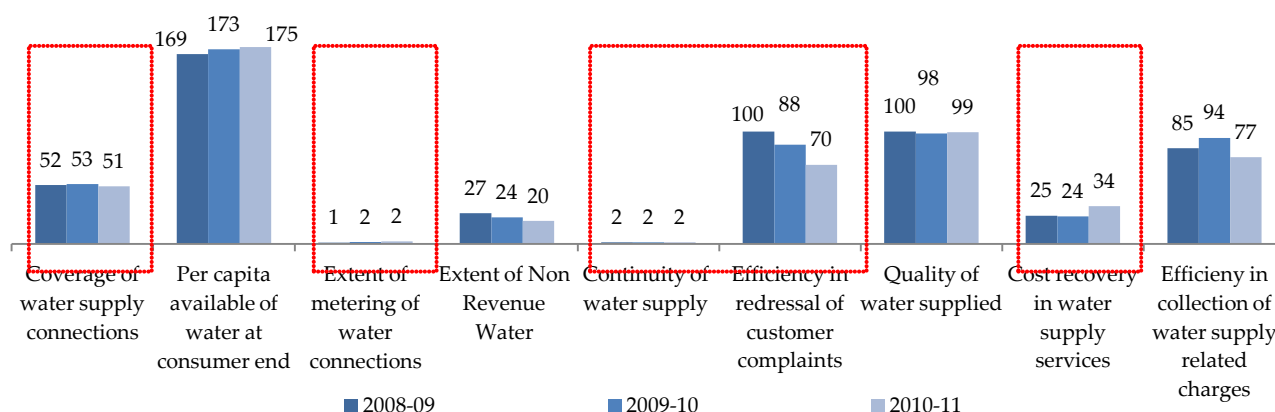 169 173 175
52 53 51
1 2 2
27 24 20
2 2 2
100 88 70
100 98 99
25 24 34
85 94 77
Coverage of
water supply
connections
Per capita
available of
water at
consumer end
Extent of
metering of
water
connections
Extent of Non
Revenue
Water
Continuity of
water supply
Efficiency in
redressal of
customer
complaints
Quality of
water supplied
Cost recovery
in water
supply
services
Efficieny in
collection of
water supply
related
charges
2008-09 2009-10 2010-11